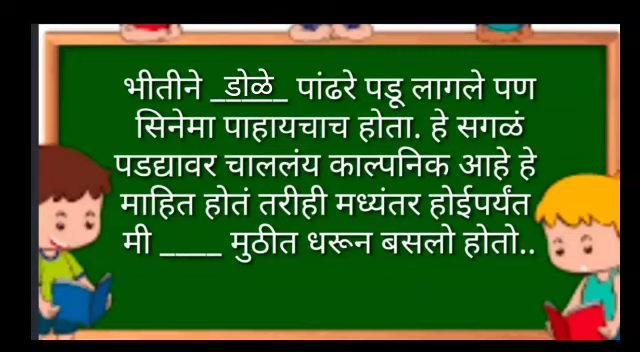 भीतीने _डोळे_ पांढरे पडू लागले पण
सिनेमा पाहायचाच होता. हे सगळं
पडद्यावर चाललंय काल्पनिक आहे हे
माहित होतं तरीही मध्यंतर होईपर्यंत
मी ____ मुठीत धरून बसलो होतो..